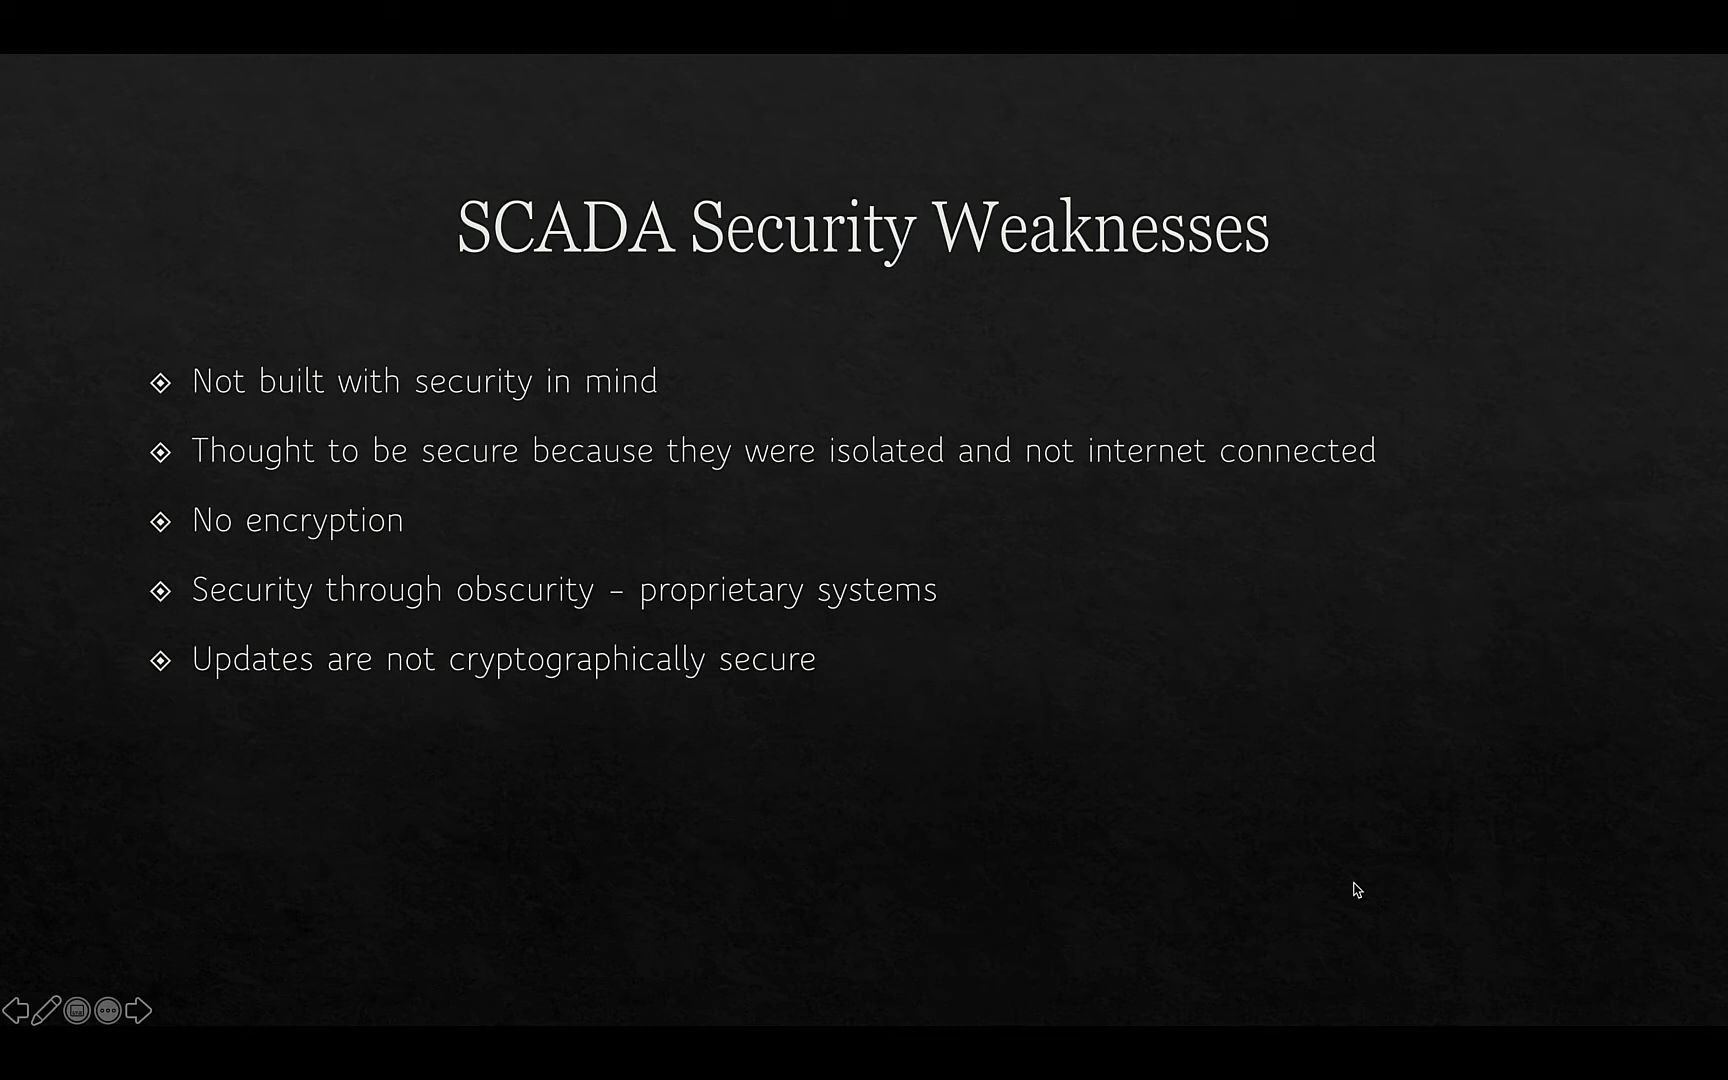 SCADA Security Weaknesses
Not built with security in mind
Thought to be secure because they were isolated and not internet connected
No encryption
Security through obscurity – proprietary systems
Updates are not cryptographically secure